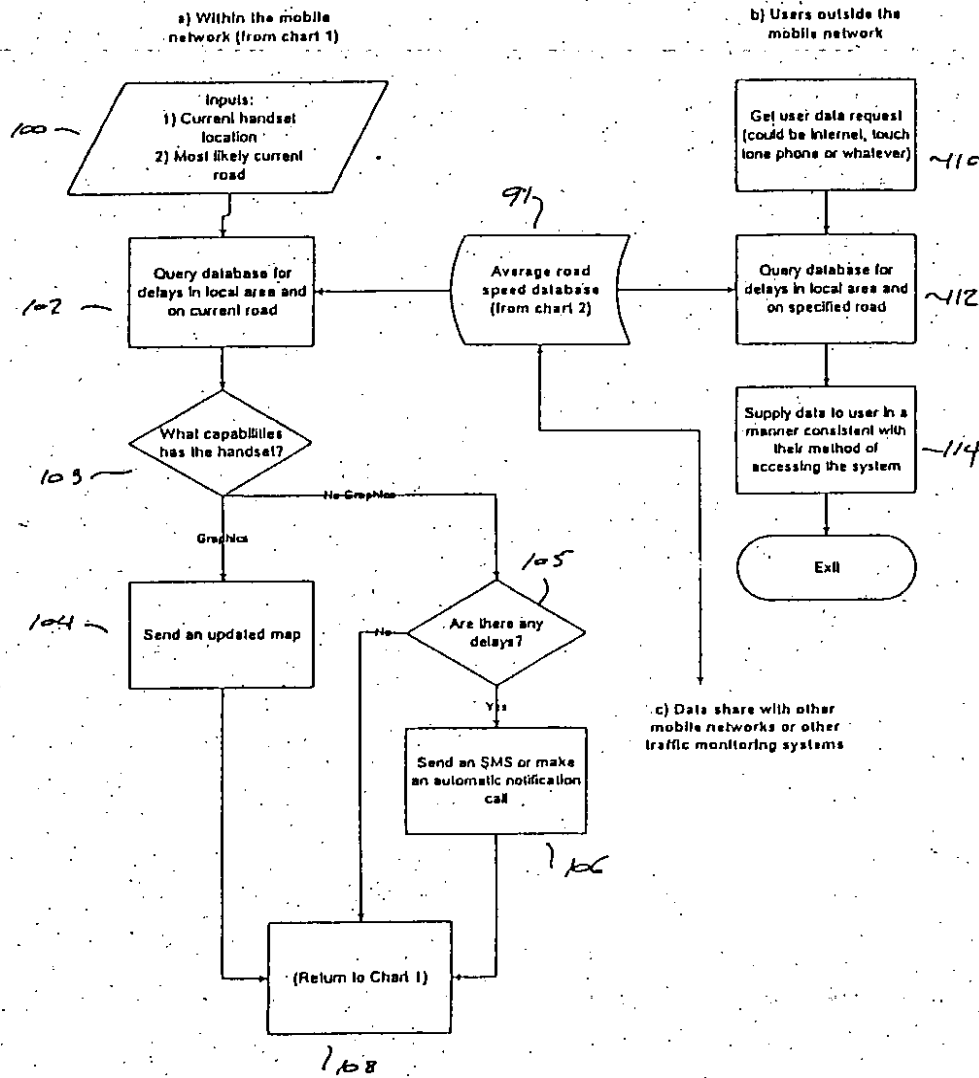 a) Within the mobile
network (from chart 1)
b) Users outside the
mobile network
100
Inputs:
1) Current handset
location
2) Most likely current
road
Get user data request
(could be Internet, touch
tone phone or whatever)
110
91
102
Query database for
delays in local area and
on current road
Average road
speed database
(from chart 2)
Query database for
delays in local area and
on specified road
112
What capabilities
has the handset?
103
Supply data to user in a
manner consistent with
their method of
accessing the system
114
No Graphics
Graphics
Exit
105
104
Send an updated map
No
Are there any
delays?
Yes
c) Data share with other
mobile networks or other
traffic monitoring systems
Send an SMS or make
an automatic notification
call
106
(Return to Chart 1)
108